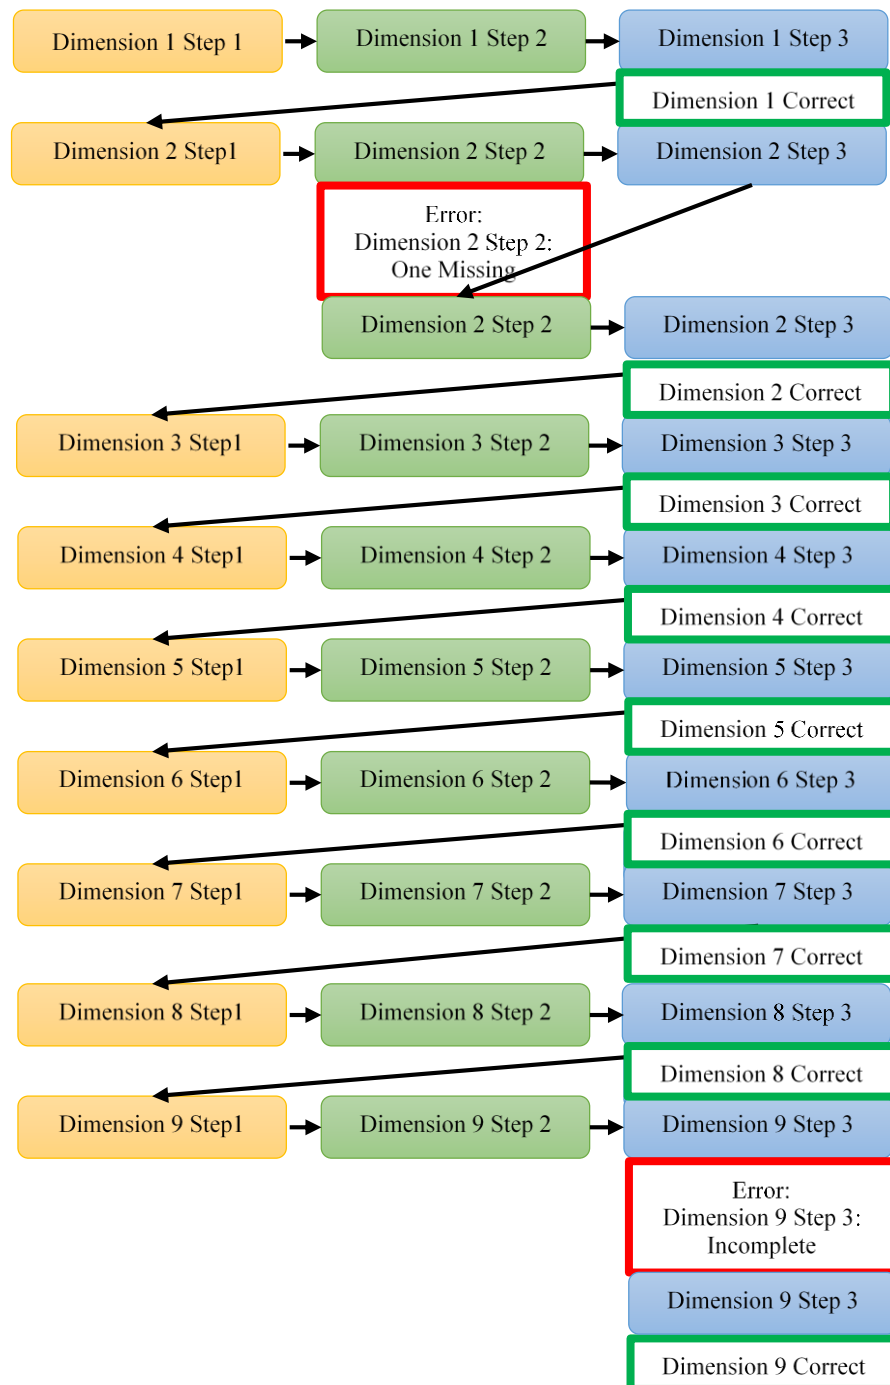 Dimension 1 Step 1
Dimension 1 Step 2
Dimension 1 Step 3
Dimension 1 Correct
Dimension 2 Step1
Dimension 2 Step 2
Dimension 2 Step 3
Error:
Dimension 2 Step 2:
One Missing
Dimension 2 Step 2
Dimension 2 Step 3
Dimension 2 Correct
Dimension 3 Step1
Dimension 3 Step 2
Dimension 3 Step 3
Dimension 3 Correct
Dimension 4 Step1
Dimension 4 Step 2
Dimension 4 Step 3
Dimension 4 Correct
Dimension 5 Step1
Dimension 5 Step 2
Dimension 5 Step 3
Dimension 5 Correct
Dimension 6 Step1
Dimension 6 Step 2
Dimension 6 Step 3
Dimension 6 Correct
Dimension 7 Step1
Dimension 7 Step 2
Dimension 7 Step 3
Dimension 7 Correct
Dimension 8 Step1
Dimension 8 Step 2
Dimension 8 Step 3
Dimension 8 Correct
Dimension 9 Step1
Dimension 9 Step 2
Dimension 9 Step 3
Error:
Dimension 9 Step 3:
Incomplete
Dimension 9 Step 3
Dimension 9 Correct